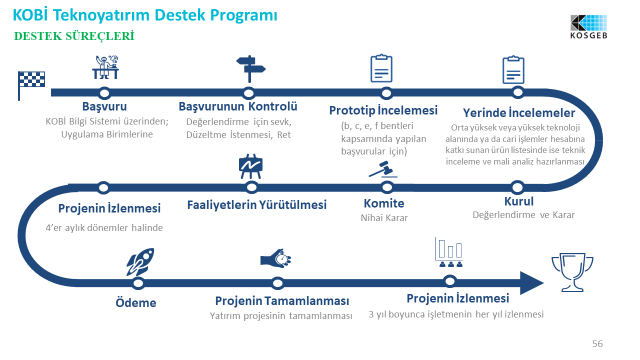 KOBİ Teknoyatırım Destek Programı
DESTEK SÜREÇLERİ
KOSGEB
Başvuru
KOBİ Bilgi Sistemi üzerinden;
Uygulama Birimlerine
Başvurunun Kontrolü
Değerlendirme için sevk,
Düzeltme İstenmesi, Ret
Prototip İncelemesi
(b, c, e, f bentleri
kapsamında yapılan
başvurular için)
Yerinde İncelemeler
Orta yüksek veya yüksek teknoloji
alanında ya da cari işlemler hesabına
katkı sunan ürün listesinde ise teknik
inceleme ve mali analiz hazırlanması
Projenin İzlenmesi
4'er aylık dönemler halinde
Faaliyetlerin Yürütülmesi
Komite
Nihai Karar
Kurul
Değerlendirme ve Karar
Ödeme
Projenin Tamamlanması
Yatırım projesinin tamamlanması
Projenin İzlenmesi
3 yıl boyunca işletmenin her yıl izlenmesi
56